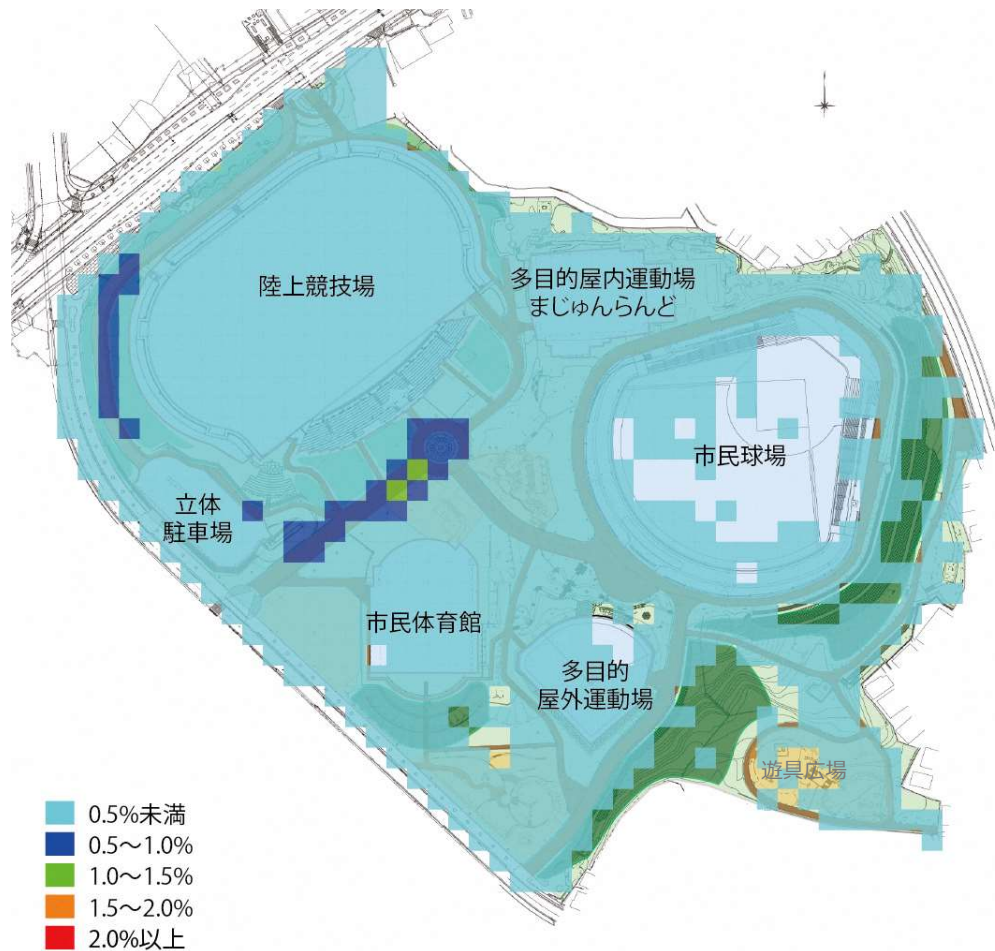 陸上競技場
多目的屋内運動場
まじゅんらんど
市民球場
立体
駐車場
市民体育館
多目的
屋外運動場
遊具広場
0.5%未満
0.5～1.0%
1.0～1.5%
1.5～2.0%
2.0%以上